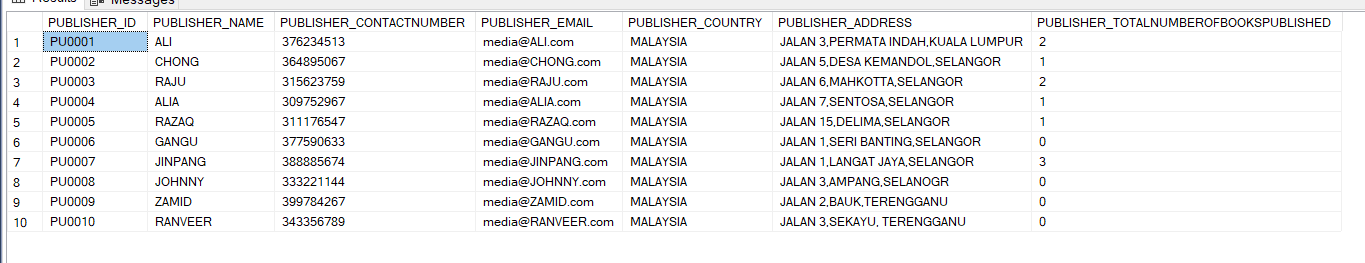 Results Messages
PUBLISHER_ID PUBLISHER_NAME PUBLISHER_CONTACTNUMBER PUBLISHER_EMAIL PUBLISHER_COUNTRY PUBLISHER_ADDRESS PUBLISHER_TOTALNUMBEROFBOOKSPUBLISHED
1 PU0001 ALI 376234513 media@ALI.com MALAYSIA JALAN 3,PERMATA INDAH,KUALA LUMPUR 2
2 PU0002 CHONG 364895067 media@CHONG.com MALAYSIA JALAN 5,DESA KEMANDOL,SELANGOR 1
3 PU0003 RAJU 315623759 media@RAJU.com MALAYSIA JALAN 6,MAHKOTTA,SELANGOR 2
4 PU0004 ALIA 309752967 media@ALIA.com MALAYSIA JALAN 7,SENTOSA,SELANGOR 1
5 PU0005 RAZAQ 311176547 media@RAZAQ.com MALAYSIA JALAN 15,DELIMA,SELANGOR 1
6 PU0006 GANGU 377590633 media@GANGU.com MALAYSIA JALAN 1,SERI BANTING,SELANGOR 0
7 PU0007 JINPANG 388885674 media@JINPANG.com MALAYSIA JALAN 1,LANGAT JAYA,SELANGOR 3
8 PU0008 JOHNNY 333221144 media@JOHNNY.com MALAYSIA JALAN 3,AMPANG,SELANOGR 0
9 PU0009 ZAMID 399784267 media@ZAMID.com MALAYSIA JALAN 2,BAUK,TERENGGANU 0
10 PU0010 RANVEER 343356789 media@RANVEER.com MALAYSIA JALAN 3,SEKAYU, TERENGGANU 0